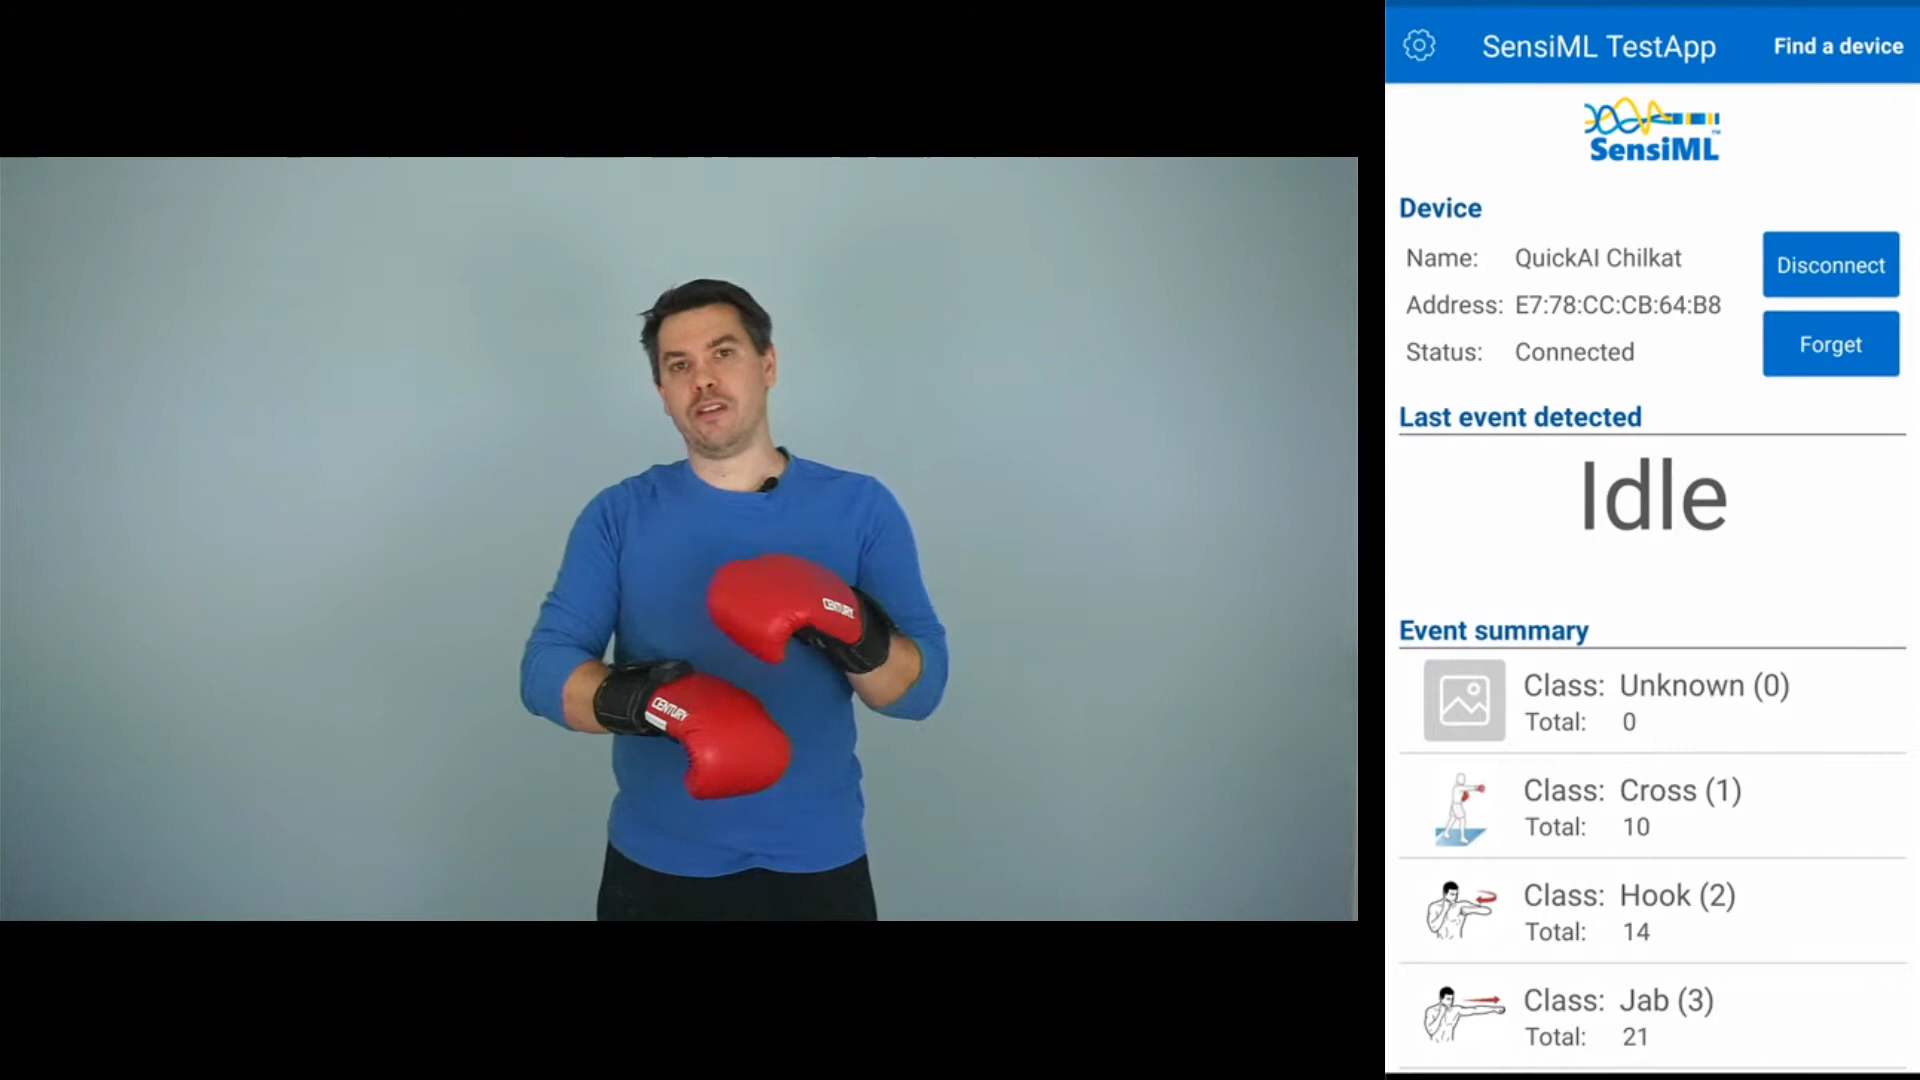 SensiML TestApp
Find a device
SensiML
TM
Device
Name: QuickAI Chilkat
Disconnect
Address: E7:78:CC:CB:64:B8
Status: Connected
Forget
Last event detected
Idle
Event summary
Class: Unknown (0)
Total: 0
Class: Cross (1)
Total: 10
Class: Hook (2)
Total: 14
Class: Jab (3)
Total: 21
CENTURY
CENTURY